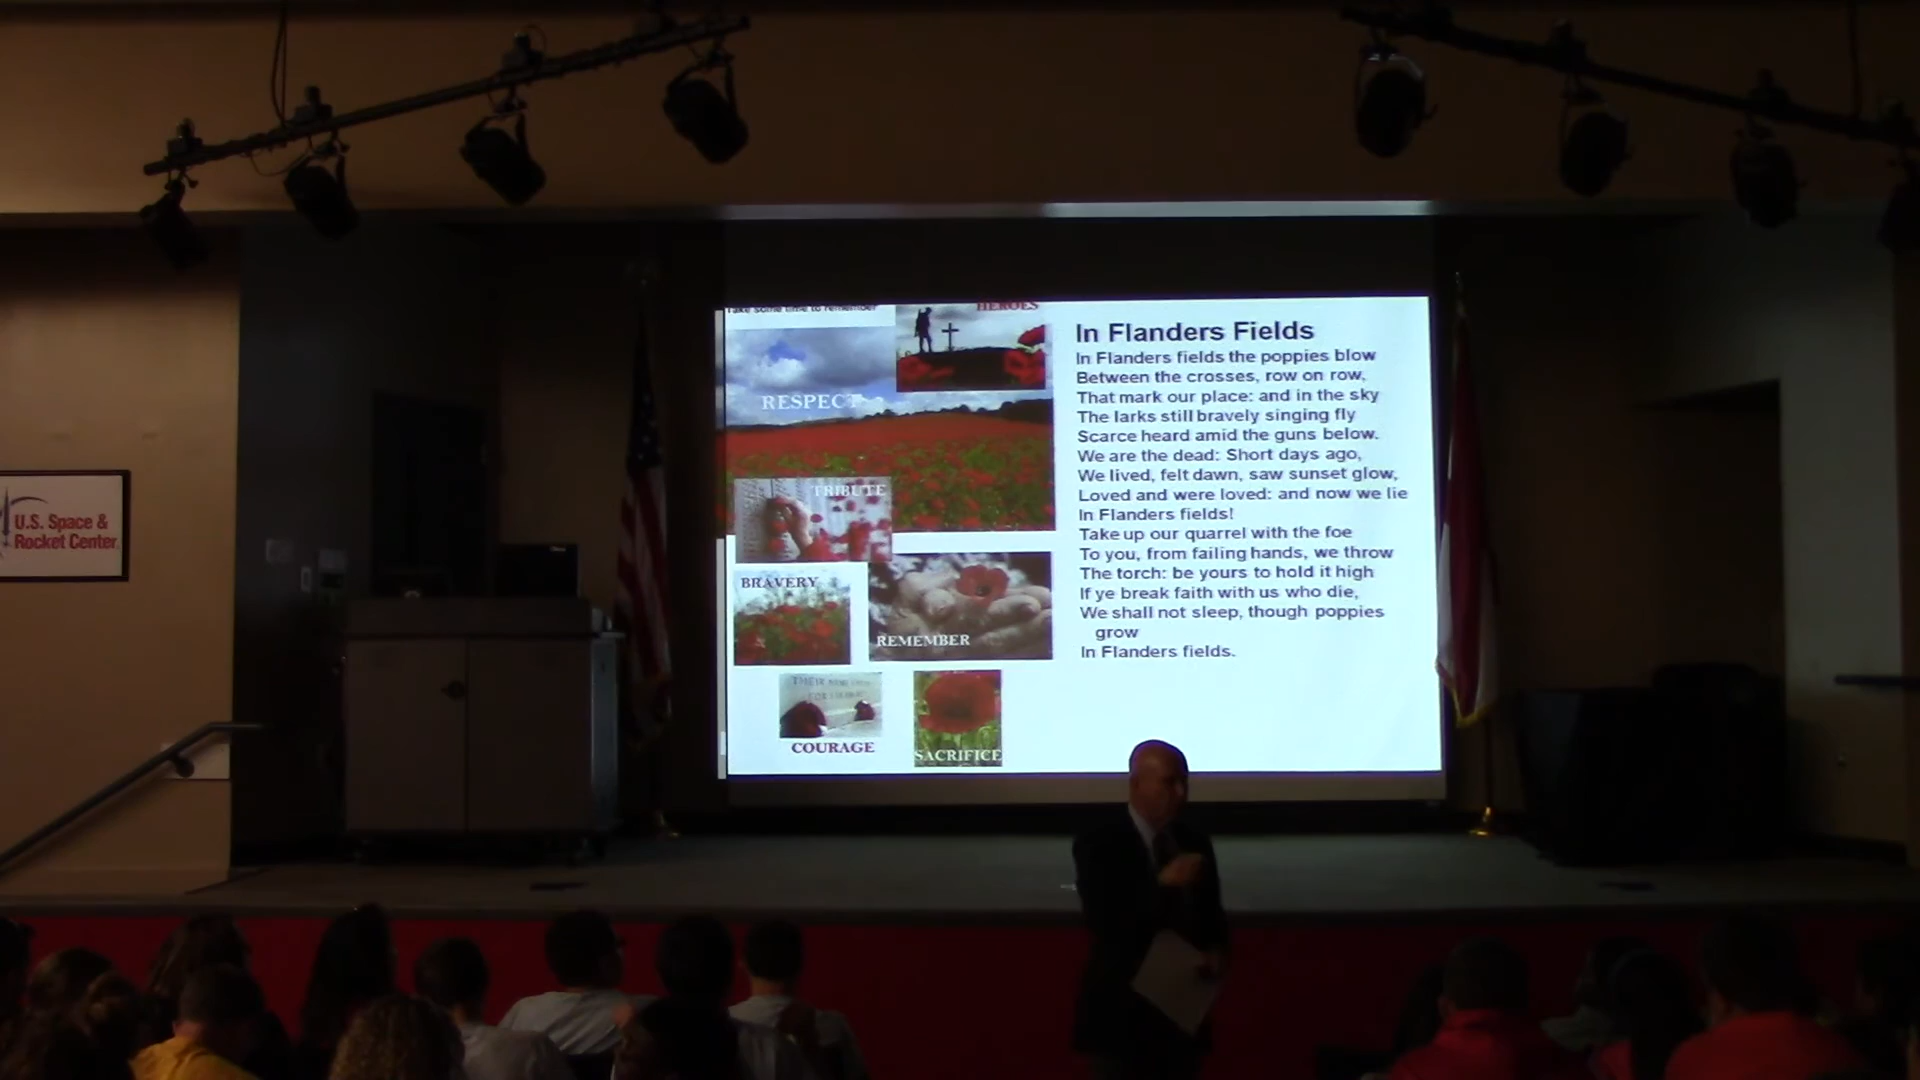 U.S. Space &
Rocket Center
Take some time to remember
HEROES
RESPECT
TRIBUTE
BRAVERY
REMEMBER
COURAGE
SACRIFICE
In Flanders Fields
In Flanders fields the poppies blow
Between the crosses, row on row,
That mark our place: and in the sky
The larks still bravely singing fly
Scarce heard amid the guns below.
We are the dead: Short days ago,
We lived, felt dawn, saw sunset glow,
Loved and were loved: and now we lie
In Flanders fields!
Take up our quarrel with the foe
To you, from failing hands, we throw
The torch: be yours to hold it high
If ye break faith with us who die,
We shall not sleep, though poppies
grow
In Flanders fields.